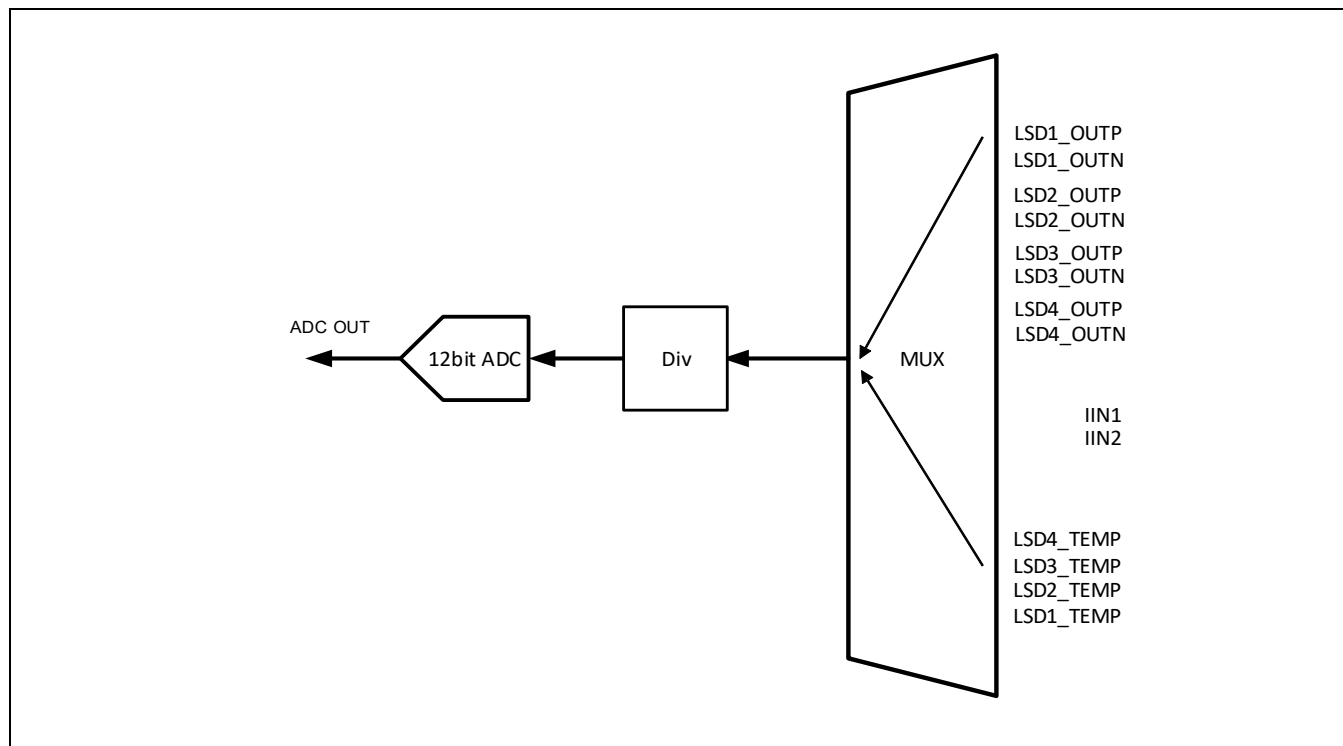 LSD1_OUTP
LSD1_OUTN
LSD2_OUTP
LSD2_OUTN
LSD3_OUTP
LSD3_OUTN
LSD4_OUTP
LSD4_OUTN
ADC OUT
12bit ADC
Div
MUX
IIN1
IIN2
LSD4_TEMP
LSD3_TEMP
LSD2_TEMP
LSD1_TEMP